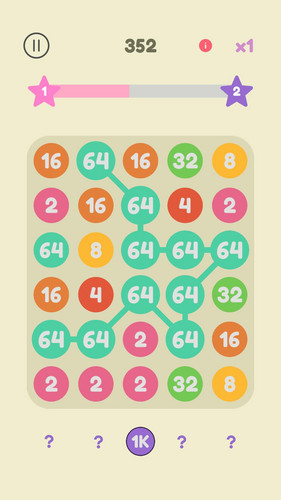 352 i x1
1 2
16 64 16 32 8
2 16 64 4 2
64 8 64 64 64
16 4 64 64 32
64 64 2 64 16
2 2 2 32 8
? ? 1K ? ?